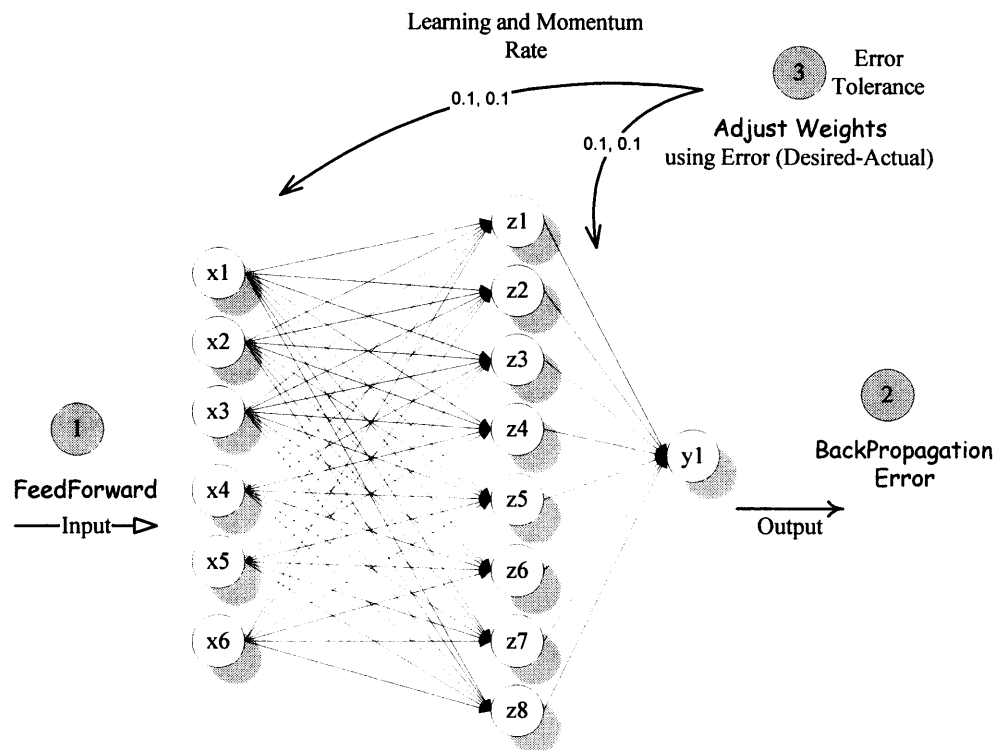 Learning and Momentum
Rate
0.1, 0.1
0.1, 0.1
3
Error
Tolerance
Adjust Weights
using Error (Desired-Actual)
x1
x2
x3
x4
x5
x6
z1
z2
z3
z4
z5
z6
z7
z8
y1
1
FeedForward
Input
2
BackPropagation
Error
Output